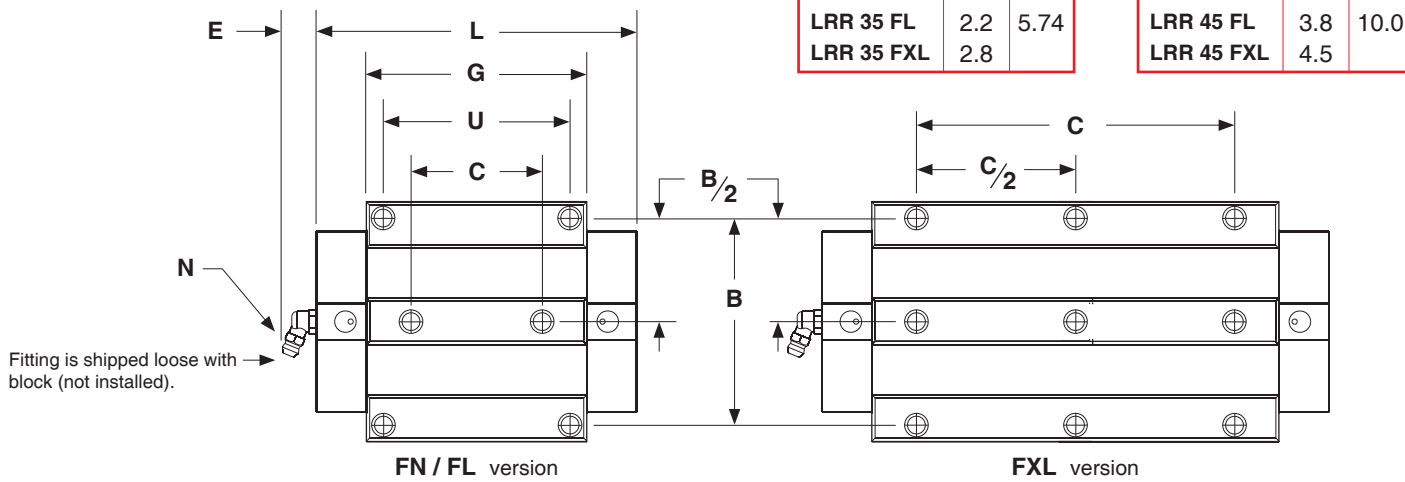 LRR 35 FL 2.2 5.74
LRR 35 FXL 2.8
LRR 45 FL 3.8 10.0
LRR 45 FXL 4.5
E
L
G
U
C
B/2
C
C/2
N
B
Fitting is shipped loose with
block (not installed).
FN / FL version
FXL version